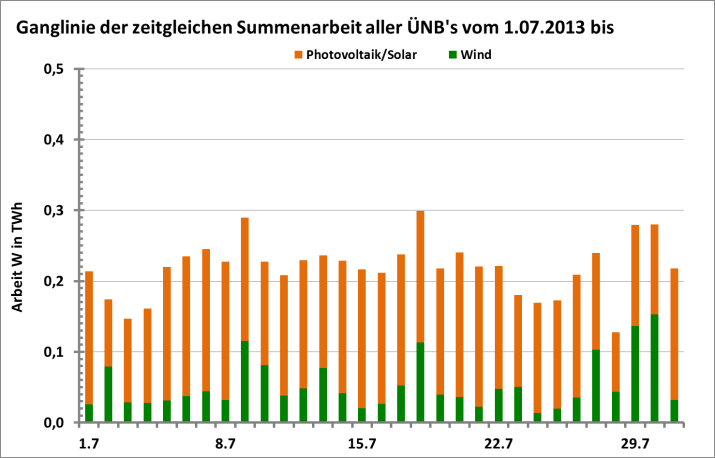 Ganglinie der zeitgleichen Summenarbeit aller ÜNB's vom 1.07.2013 bis
Photovoltaik/Solar Wind
Arbeit W in TWh
0,5
0,4
0,3
0,2
0,1
0,0
1.7 8.7 15.7 22.7 29.7